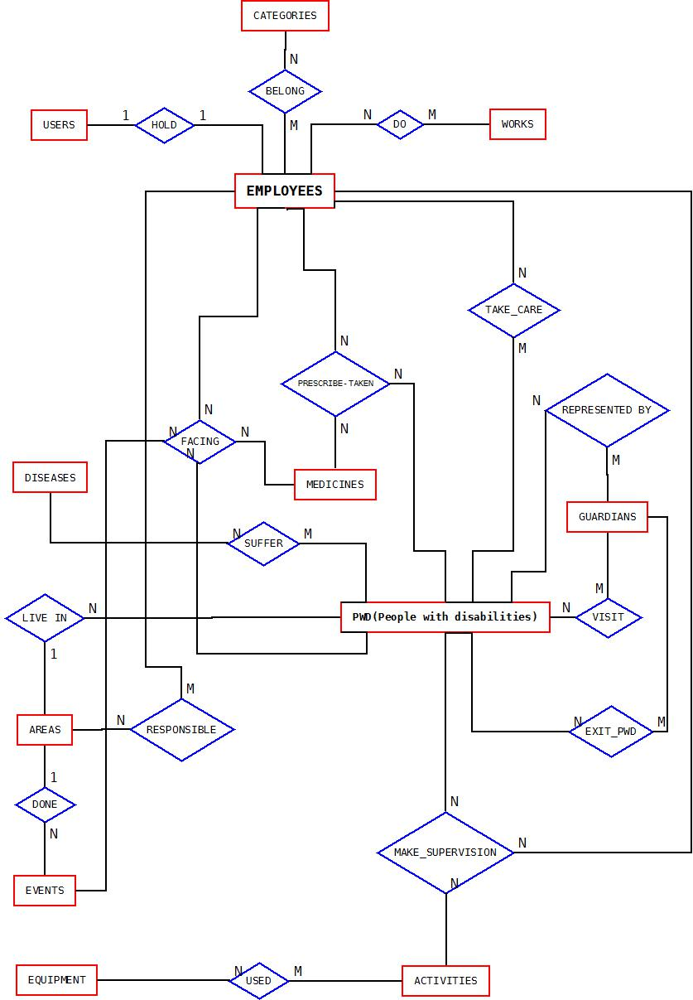 CATEGORIES
N
BELONG
USERS
1
HOLD
1
M
N
DO
M
WORKS
EMPLOYEES
N
TAKE_CARE
M
N
PRESCRIBE-TAKEN
N
N
N
REPRESENTED BY
M
N
N
FACING
N
N
DISEASES
MEDICINES
GUARDIANS
N
SUFFER
M
M
LIVE IN
N
PWD(People with disabilities)
N
VISIT
1
M
AREAS
N
RESPONSIBLE
N
EXIT_PWD
M
1
DONE
N
N
MAKE_SUPERVISION
N
N
EVENTS
EQUIPMENT
N
USED
M
ACTIVITIES